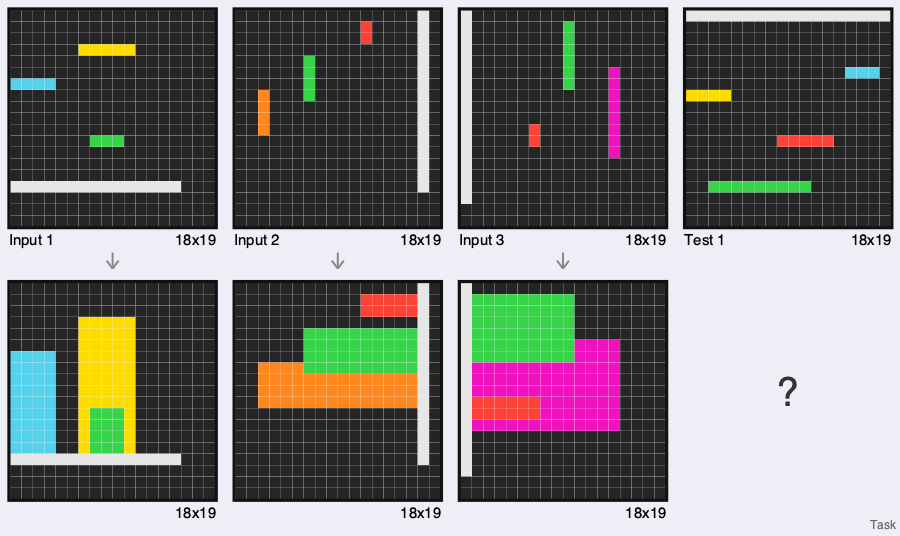 Input 1 18x19
Input 2 18x19
Input 3 18x19
Test 1 18x19
18x19
18x19
18x19
?
Task